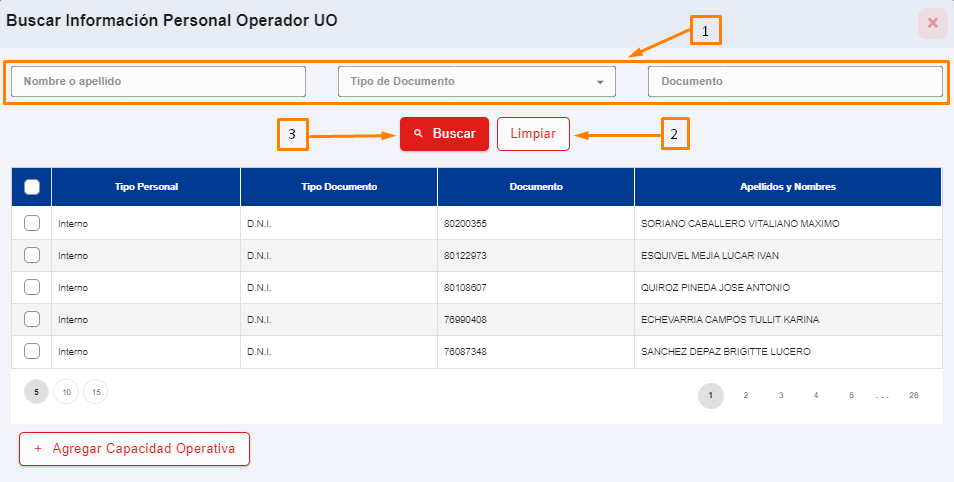 Buscar Información Personal Operador UO
×
1
Nombre o apellido Tipo de Documento Documento
3 Buscar Limpiar 2
Tipo Personal Tipo Documento Documento Apellidos y Nombres
Interno D.N.I. 80200355 SORIANO CABALLERO VITALIANO MAXIMO
Interno D.N.I. 80122973 ESQUIVEL MEJIA LUCAR IVAN
Interno D.N.I. 80108607 QUIROZ PINEDA JOSE ANTONIO
Interno D.N.I. 76990408 ECHEVARRIA CAMPOS TULLIT KARINA
Interno D.N.I. 76087348 SANCHEZ DEPAZ BRIGITTE LUCERO
5 10 15 1 2 3 4 5 ... 28
+ Agregar Capacidad Operativa